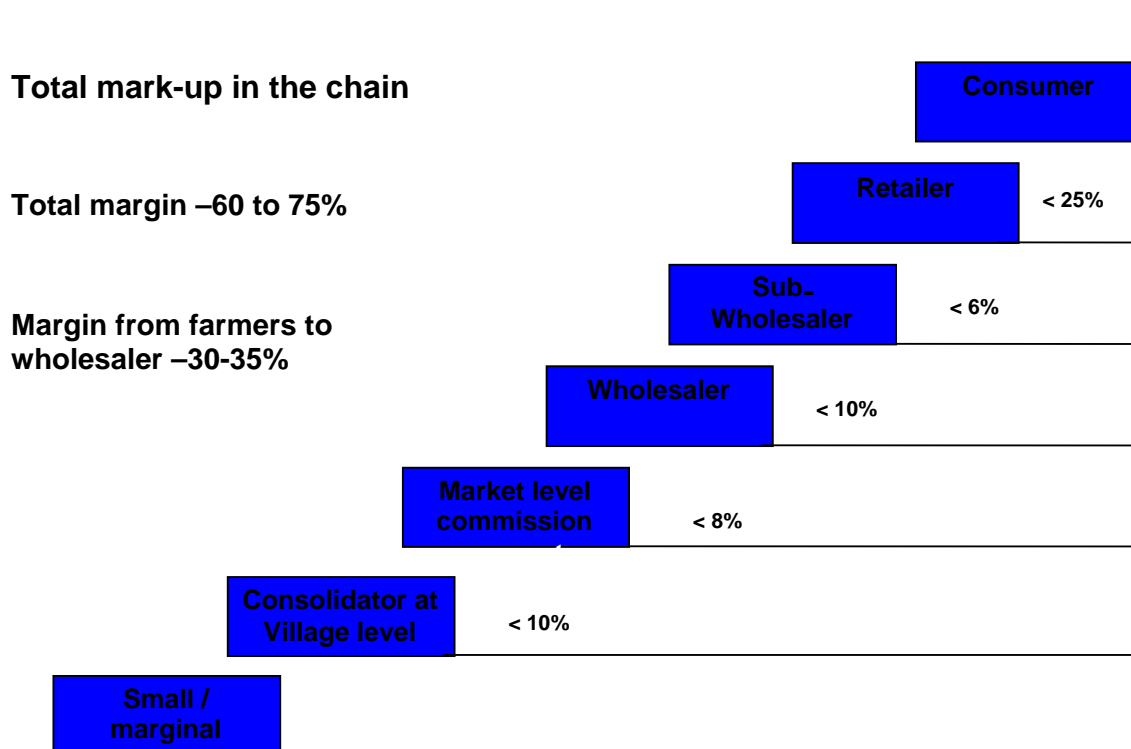 Total mark-up in the chain
Consumer
Total margin –60 to 75%
Retailer
< 25%
Margin from farmers to
wholesaler –30-35%
Sub-
Wholesaler
< 6%
Wholesaler
< 10%
Market level
commission
< 8%
Consolidator at
Village level
< 10%
Small /
marginal